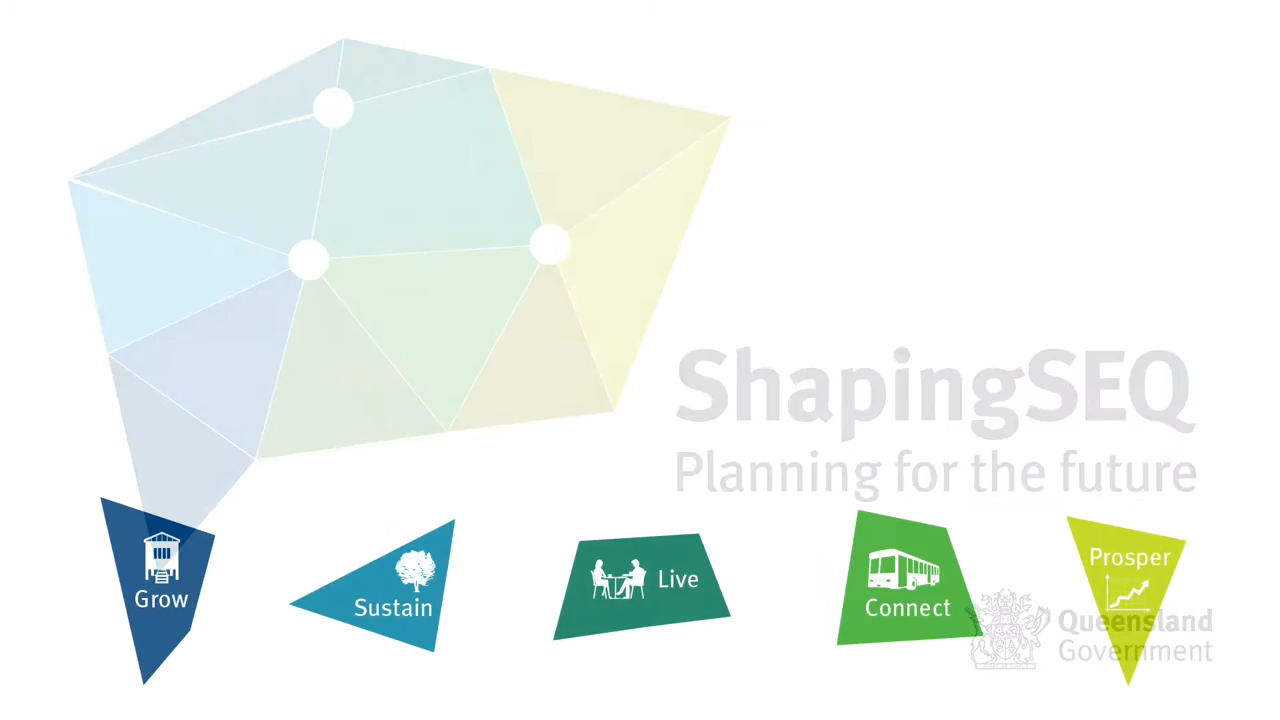 ShapingSEQ
Planning for the future
Grow
Sustain
Live
Connect
Prosper
Queensland
Government